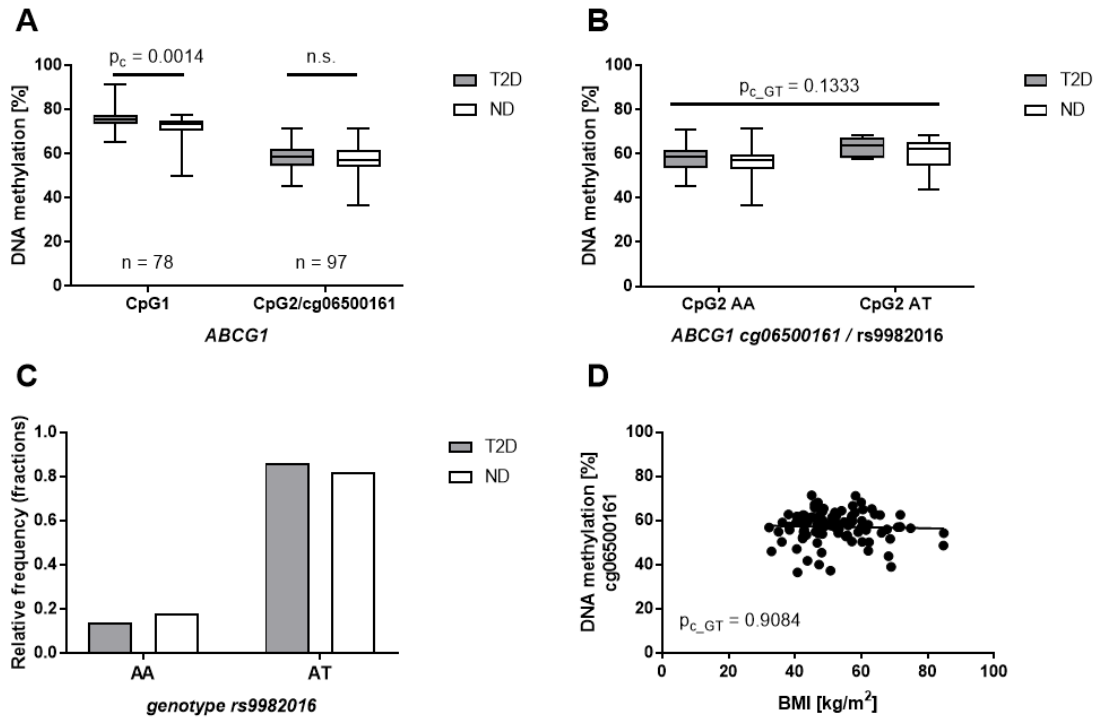 A
p_c = 0.0014
n.s.
T2D
ND
DNA methylation [%]
100
80
60
40
20
0
n = 78
n = 97
CpG1
CpG2/cg06500161
ABCG1
B
p_c_GT = 0.1333
T2D
ND
DNA methylation [%]
100
80
60
40
20
0
CpG2 AA
CpG2 AT
ABCG1 cg06500161 / rs9982016
C
T2D
ND
Relative frequency (fractions)
1.0
0.8
0.6
0.4
0.2
0.0
AA
AT
genotype rs9982016
D
DNA methylation [%]
cg06500161
100
80
60
40
20
0
p_c_GT = 0.9084
0
20
40
60
80
100
BMI [kg/m²]